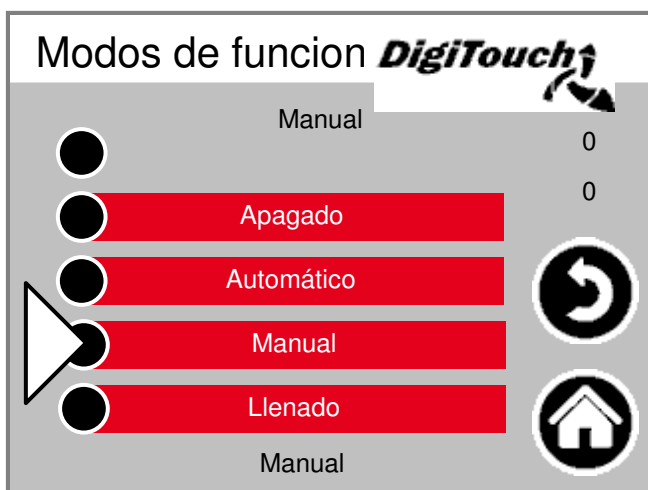 Modos de funcion
DigiTouch
Manual
0
0
Apagado
Automático
Manual
Llenado
Manual